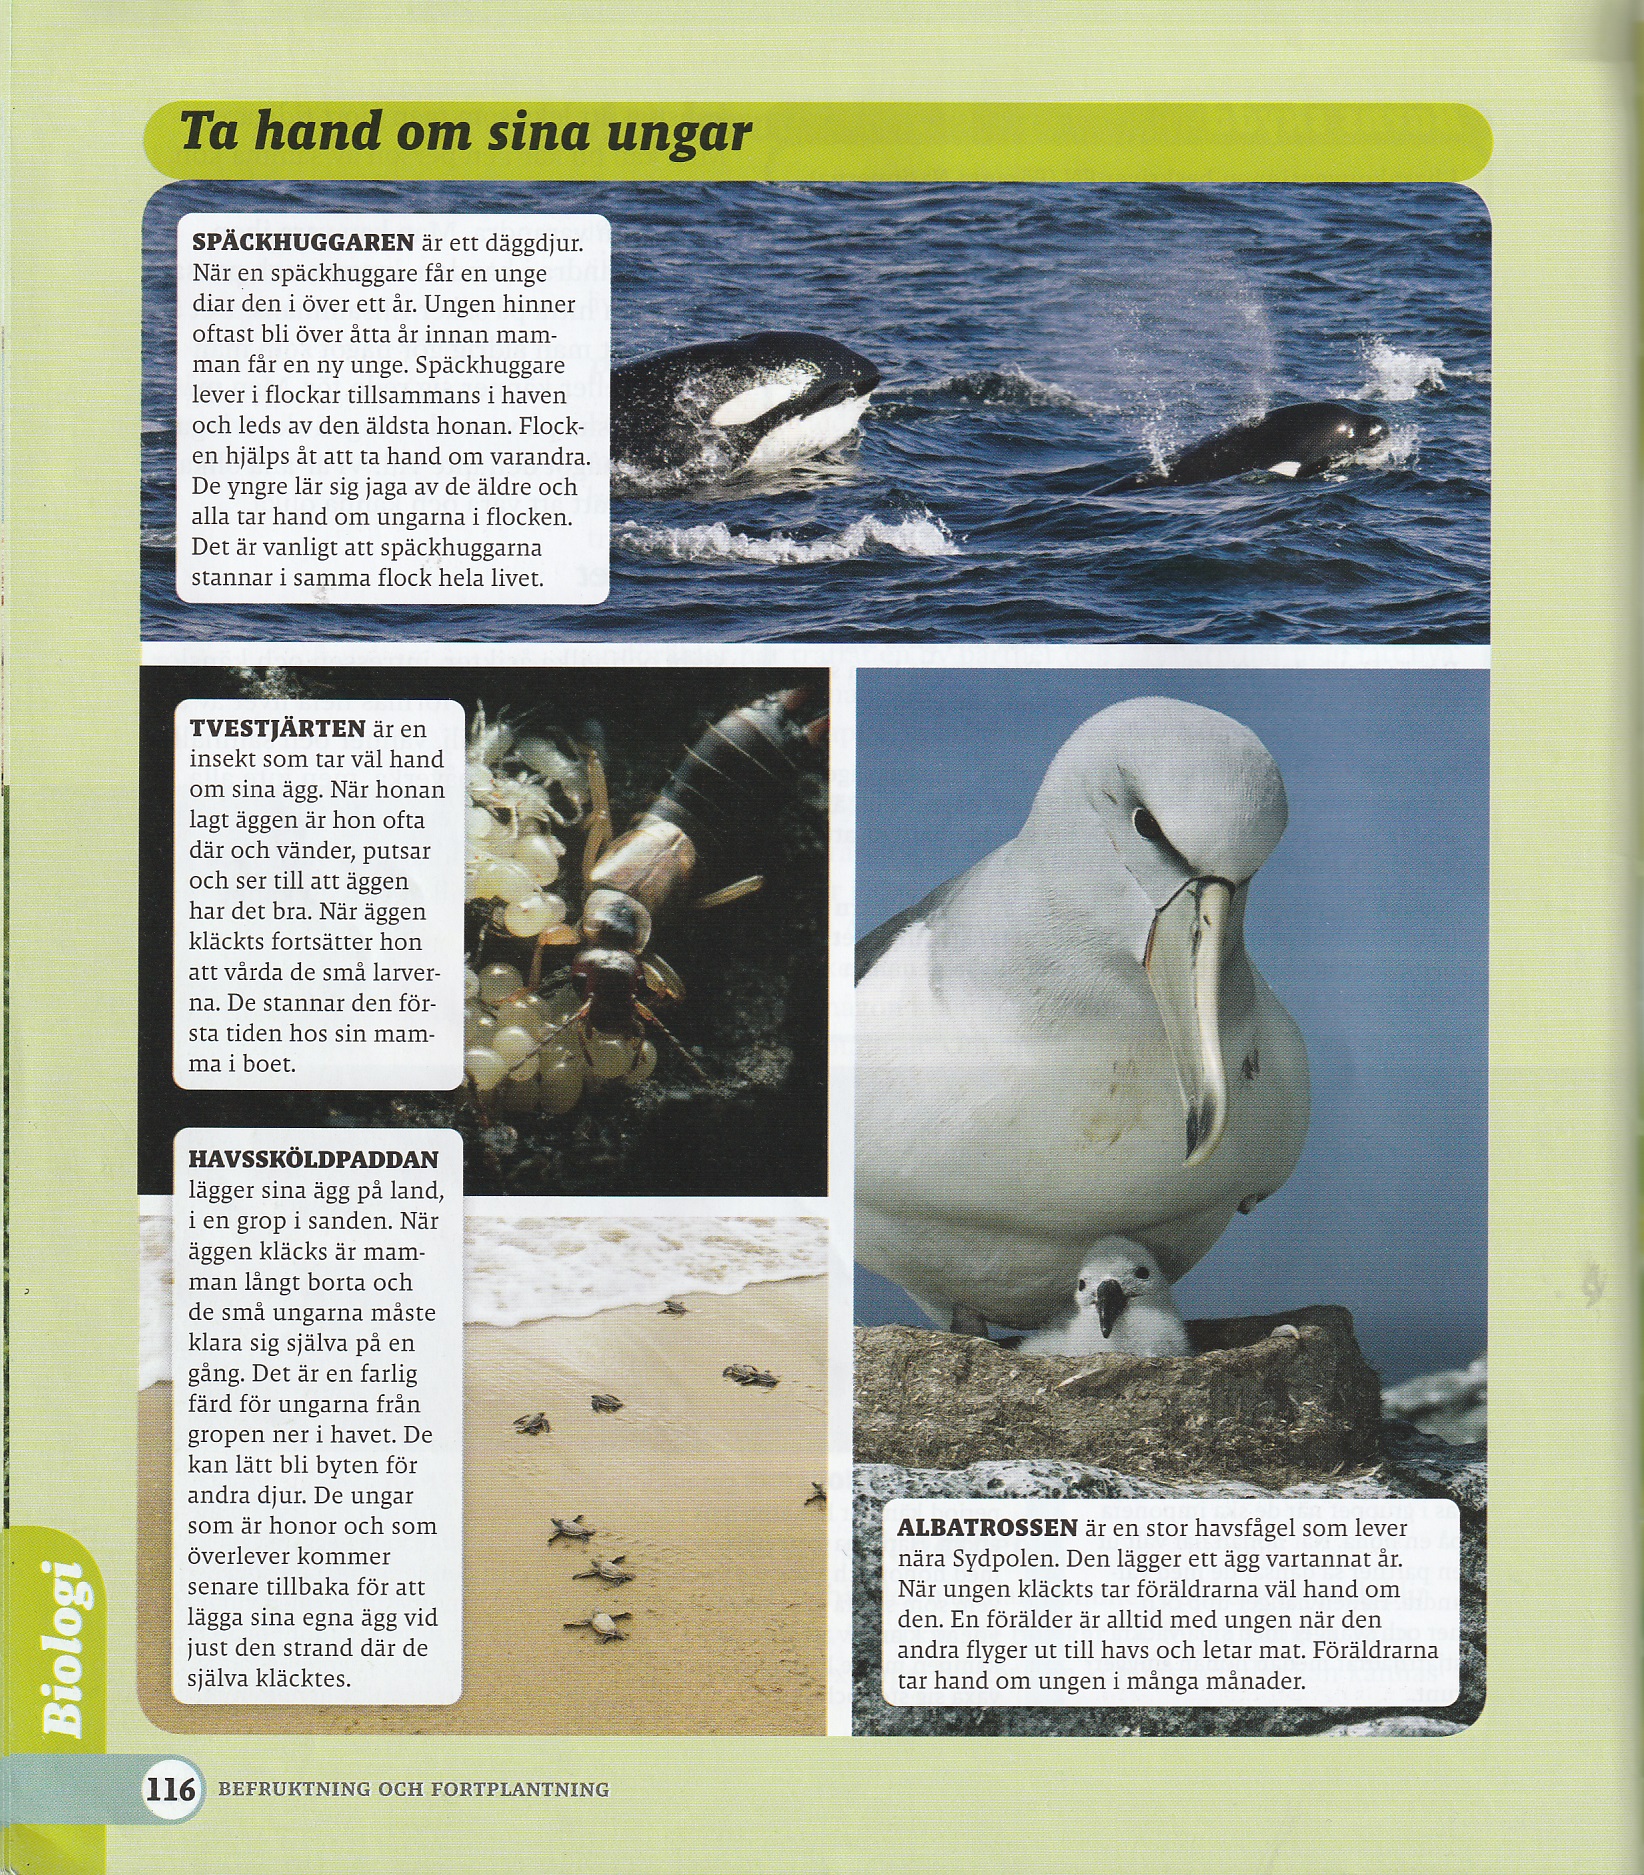 Ta hand om sina ungar
SPÄCKHUGGAREN är ett däggdjur.
När en späckhuggare får en unge
diar den i över ett år. Ungen hinner
oftast bli över åtta år innan mam-
man får en ny unge. Späckhuggare
lever i flockar tillsammans i haven
och leds av den äldsta honan. Flock-
en hjälps åt att ta hand om varandra.
De yngre lär sig jaga av de äldre och
alla tar hand om ungarna i flocken.
Det är vanligt att späckhuggarna
stannar i samma flock hela livet.
TVESTJÄRTEN är en
insekt som tar väl hand
om sina ägg. När honan
lagt äggen är hon ofta
där och vänder, putsar
och ser till att äggen
har det bra. När äggen
kläckts fortsätter hon
att vårda de små larver-
na. De stannar den för-
sta tiden hos sin mam-
ma i boet.
HAVSSKÖLDPADDAN
lägger sina ägg på land,
i en grop i sanden. När
äggen kläcks är mam-
man långt borta och
de små ungarna måste
klara sig själva på en
gång. Det är en farlig
färd för ungarna från
gropen ner i havet. De
kan lätt bli byten för
andra djur. De ungar
som är honor och som
överlever kommer
senare tillbaka för att
lägga sina egna ägg vid
just den strand där de
själva kläcktes.
ALBATROSSEN är en stor havsfågel som lever
nära Sydpolen. Den lägger ett ägg vartannat år.
När ungen kläckts tar föräldrarna väl hand om
den. En förälder är alltid med ungen när den
andra flyger ut till havs och letar mat. Föräldrarna
tar hand om ungen i många månader.
Biologi
116 BEFRUKTNING OCH FORTPLANTNING